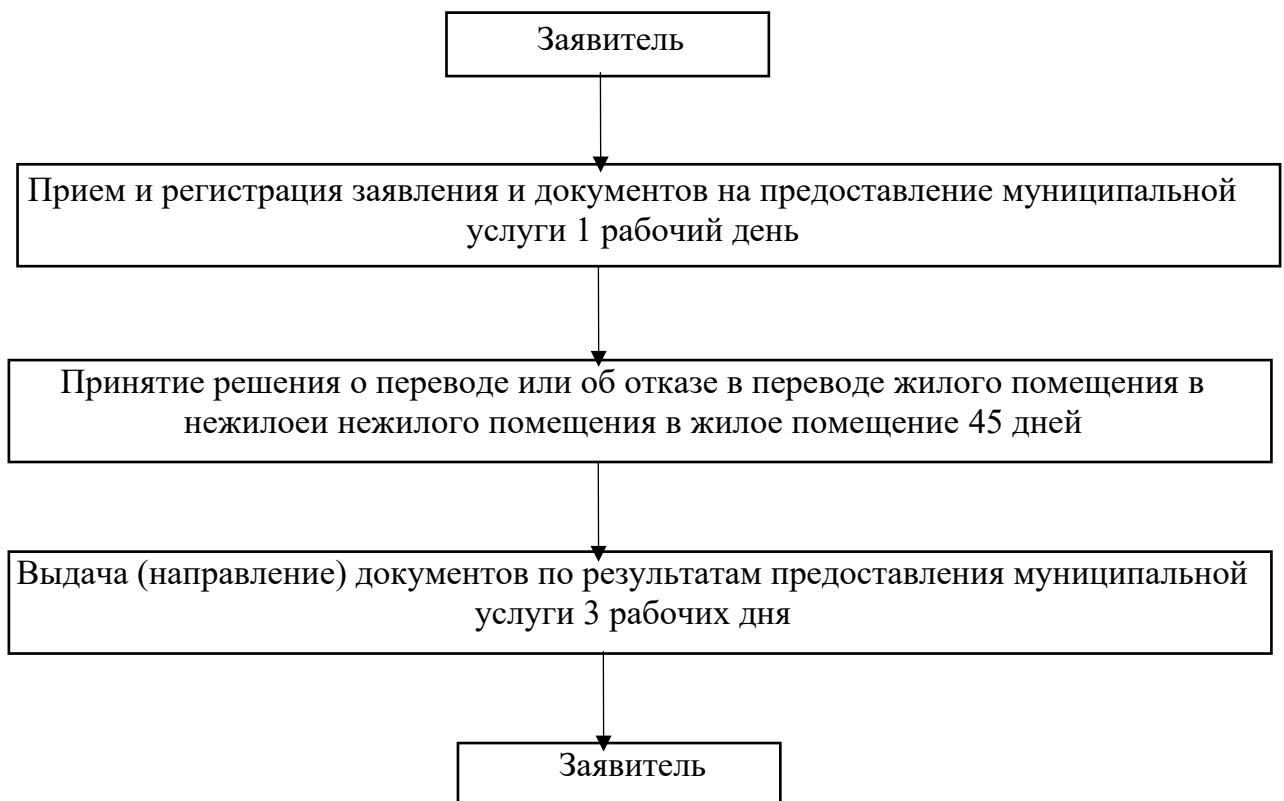 Заявитель
Прием и регистрация заявления и документов на предоставление муниципальной
услуги 1 рабочий день
Принятие решения о переводе или об отказе в переводе жилого помещения в
нежилоеи нежилого помещения в жилое помещение 45 дней
Выдача (направление) документов по результатам предоставления муниципальной
услуги 3 рабочих дня
Заявитель